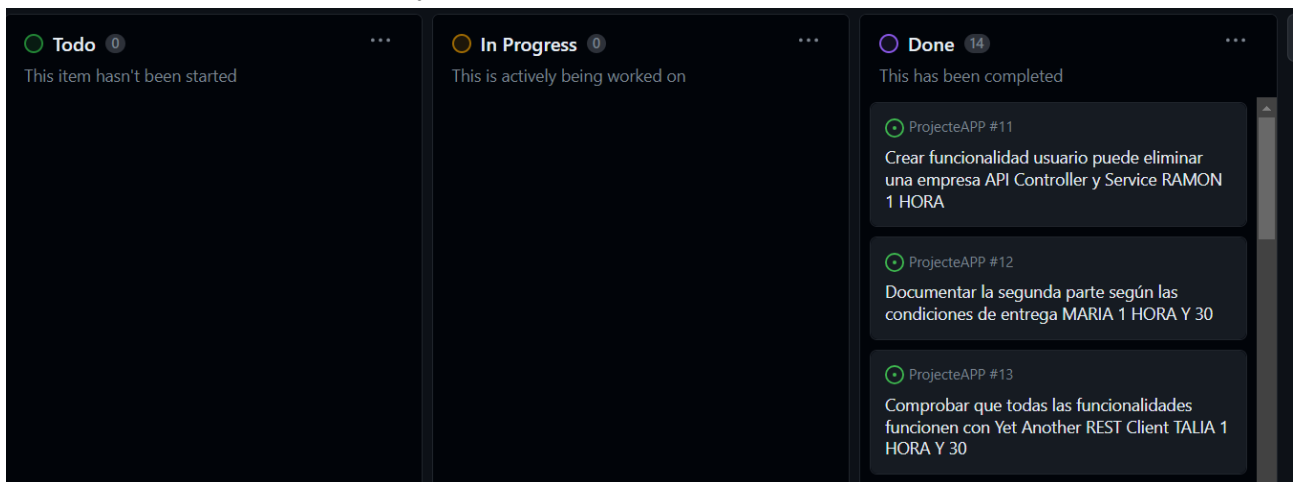 Todo 0
This item hasn't been started
In Progress 0
This is actively being worked on
Done 14
This has been completed
ProjecteAPP #11
Crear funcionalidad usuario puede eliminar
una empresa API Controller y Service RAMON
1 HORA
ProjecteAPP #12
Documentar la segunda parte según las
condiciones de entrega MARIA 1 HORA Y 30
ProjecteAPP #13
Comprobar que todas las funcionalidades
funcionen con Yet Another REST Client TALIA 1
HORA Y 30